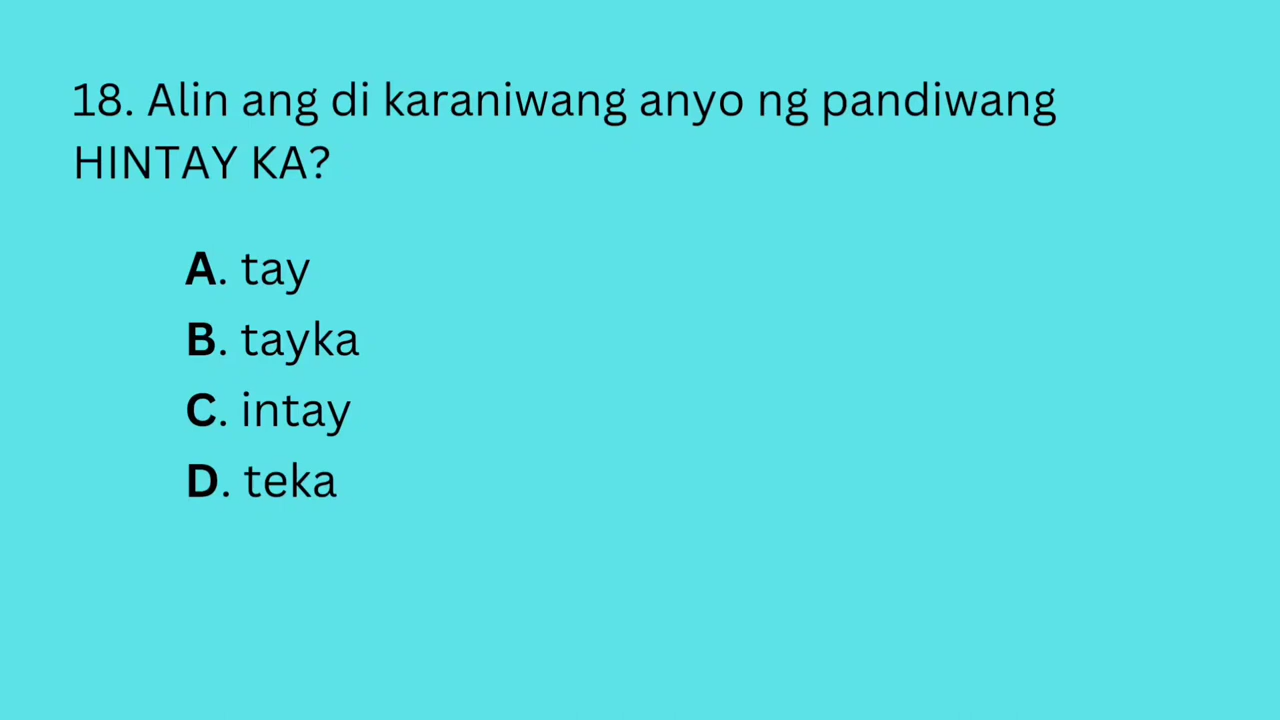 18. Alin ang di karaniwang anyo ng pandiwang
HINTAY KA?
A. tay
B. tayka
C. intay
D. teka